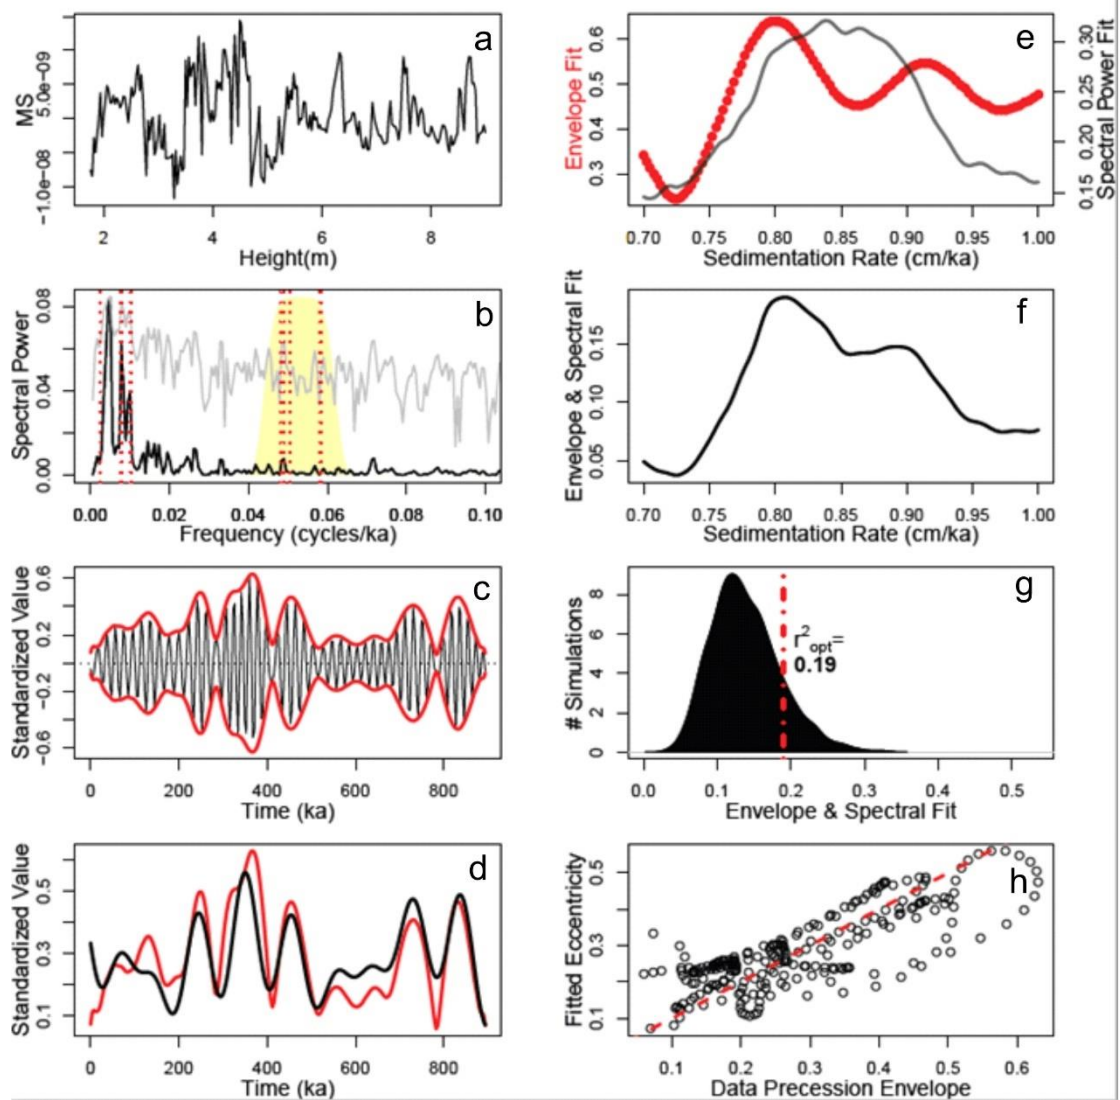 a
MS
5.0e-09
−1.0e-08
2 4 6 8
Height(m)
e
Envelope Fit
0.6
0.5
0.4
0.3
0.30
0.25
0.20
0.15
Spectral Power Fit
0.70 0.75 0.80 0.85 0.90 0.95 1.00
Sedimentation Rate (cm/ka)
b
Spectral Power
0.08
0.04
0.00
0.00 0.02 0.04 0.06 0.08 0.10
Frequency (cycles/ka)
f
Envelope & Spectral Fit
0.15
0.10
0.05
0.70 0.75 0.80 0.85 0.90 0.95 1.00
Sedimentation Rate (cm/ka)
c
Standardized Value
0.6
0.2
−0.2
−0.6
0 200 400 600 800
Time (ka)
g
# Simulations
8
6
4
2
0
r²opt=
0.19
0.0 0.1 0.2 0.3 0.4 0.5
Envelope & Spectral Fit
d
Standardized Value
0.5
0.3
0.1
0 200 400 600 800
Time (ka)
h
Fitted Eccentricity
0.5
0.3
0.1
0.1 0.2 0.3 0.4 0.5 0.6
Data Precession Envelope